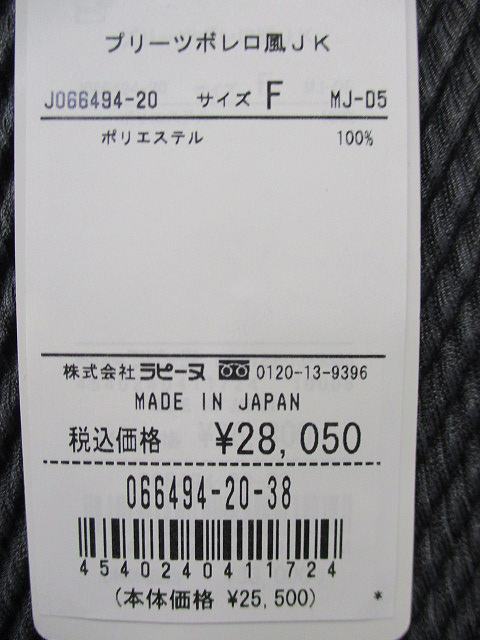 プリーツボレロ風JK
J066494-20 サイズ F MJ-D5
ポリエステル 100%
株式会社 ラピーヌ 0120-13-9396
MADE IN JAPAN
税込価格 ¥28,050
066494-20-38
4540240411724
(本体価格 ¥25,500) *